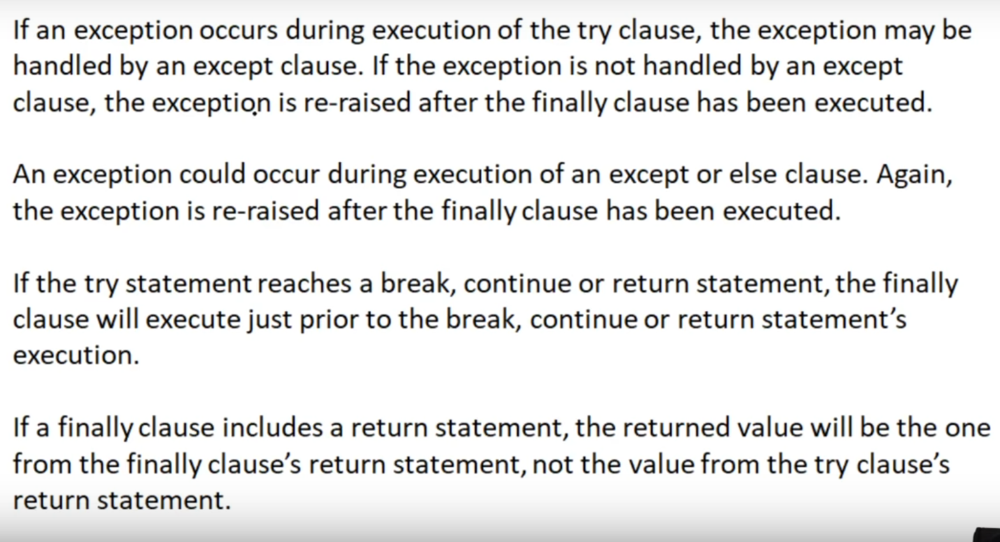 If an exception occurs during execution of the try clause, the exception may be
handled by an except clause. If the exception is not handled by an except
clause, the exception is re-raised after the finally clause has been executed.
An exception could occur during execution of an except or else clause. Again,
the exception is re-raised after the finally clause has been executed.
If the try statement reaches a break, continue or return statement, the finally
clause will execute just prior to the break, continue or return statement’s
execution.
If a finally clause includes a return statement, the returned value will be the one
from the finally clause’s return statement, not the value from the try clause’s
return statement.